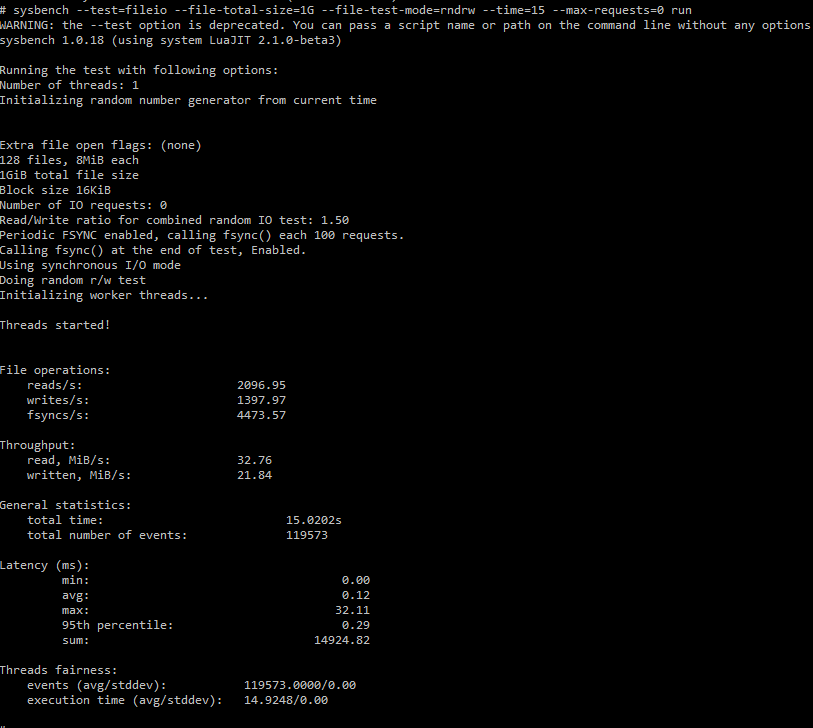 # sysbench --test=fileio --file-total-size=1G --file-test-mode=rndrw --time=15 --max-requests=0 run
WARNING: the --test option is deprecated. You can pass a script name or path on the command line without any options
sysbench 1.0.18 (using system LuaJIT 2.1.0-beta3)
Running the test with following options:
Number of threads: 1
Initializing random number generator from current time
Extra file open flags: (none)
128 files, 8MiB each
1GiB total file size
Block size 16KiB
Number of IO requests: 0
Read/Write ratio for combined random IO test: 1.50
Periodic FSYNC enabled, calling fsync() each 100 requests.
Calling fsync() at the end of test, Enabled.
Using synchronous I/O mode
Doing random r/w test
Initializing worker threads...
Threads started!
File operations:
reads/s: 2096.95
writes/s: 1397.97
fsyncs/s: 4473.57
Throughput:
read, MiB/s: 32.76
written, MiB/s: 21.84
General statistics:
total time: 15.0202s
total number of events: 119573
Latency (ms):
min: 0.00
avg: 0.12
max: 32.11
95th percentile: 0.29
sum: 14924.82
Threads fairness:
events (avg/stddev): 119573.0000/0.00
execution time (avg/stddev): 14.9248/0.00